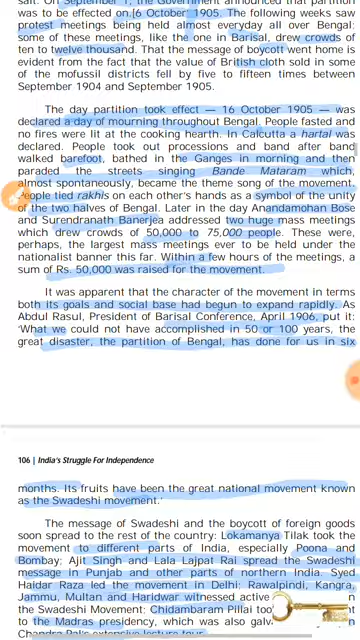 salt. On September 1, the Government announced that partition
was to be effected on 16 October 1905. The following weeks saw
protest meetings being held almost everyday all over Bengal;
some of these meetings, like the one in Barisal, drew crowds of
ten to twelve thousand. That the message of boycott went home is
evident from the fact that the value of British cloth sold in some
of the mofussil districts fell by five to fifteen times between
September 1904 and September 1905.
The day partition took effect — 16 October 1905 — was
declared a day of mourning throughout Bengal. People fasted and
no fires were lit at the cooking hearth. In Calcutta a hartal was
declared. People took out processions and band after band
walked barefoot, bathed in the Ganges in morning and then
paraded the streets singing Bande Mataram which,
almost spontaneously, became the theme song of the movement.
People tied rakhis on each other's hands as a symbol of the unity
of the two halves of Bengal. Later in the day Anandamohan Bose
and Surendranath Banerjea addressed two huge mass meetings
which drew crowds of 50,000 to 75,000 people. These were,
perhaps, the largest mass meetings ever to be held under the
nationalist banner this far. Within a few hours of the meetings, a
sum of Rs. 50,000 was raised for the movement.
It was apparent that the character of the movement in terms
both its goals and social base had begun to expand rapidly. As
Abdul Rasul, President of Barisal Conference, April 1906, put it:
'What we could not have accomplished in 50 or 100 years, the
great disaster, the partition of Bengal, has done for us in six
106 | India's Struggle For Independence
months. Its fruits have been the great national movement known
as the Swadeshi movement.'
The message of Swadeshi and the boycott of foreign goods
soon spread to the rest of the country: Lokamanya Tilak took the
movement to different parts of India, especially Poona and
Bombay; Ajit Singh and Lala Lajpat Rai spread the Swadeshi
message in Punjab and other parts of northern India. Syed
Haidar Raza led the movement in Delhi; Rawalpindi, Kangra,
Jammu, Multan and Haridwar witnessed active n
the Swadeshi Movement; Chidambaram Pillai too
to the Madras presidency, which was also galv
Chandra Pal's extensive lecture tour.